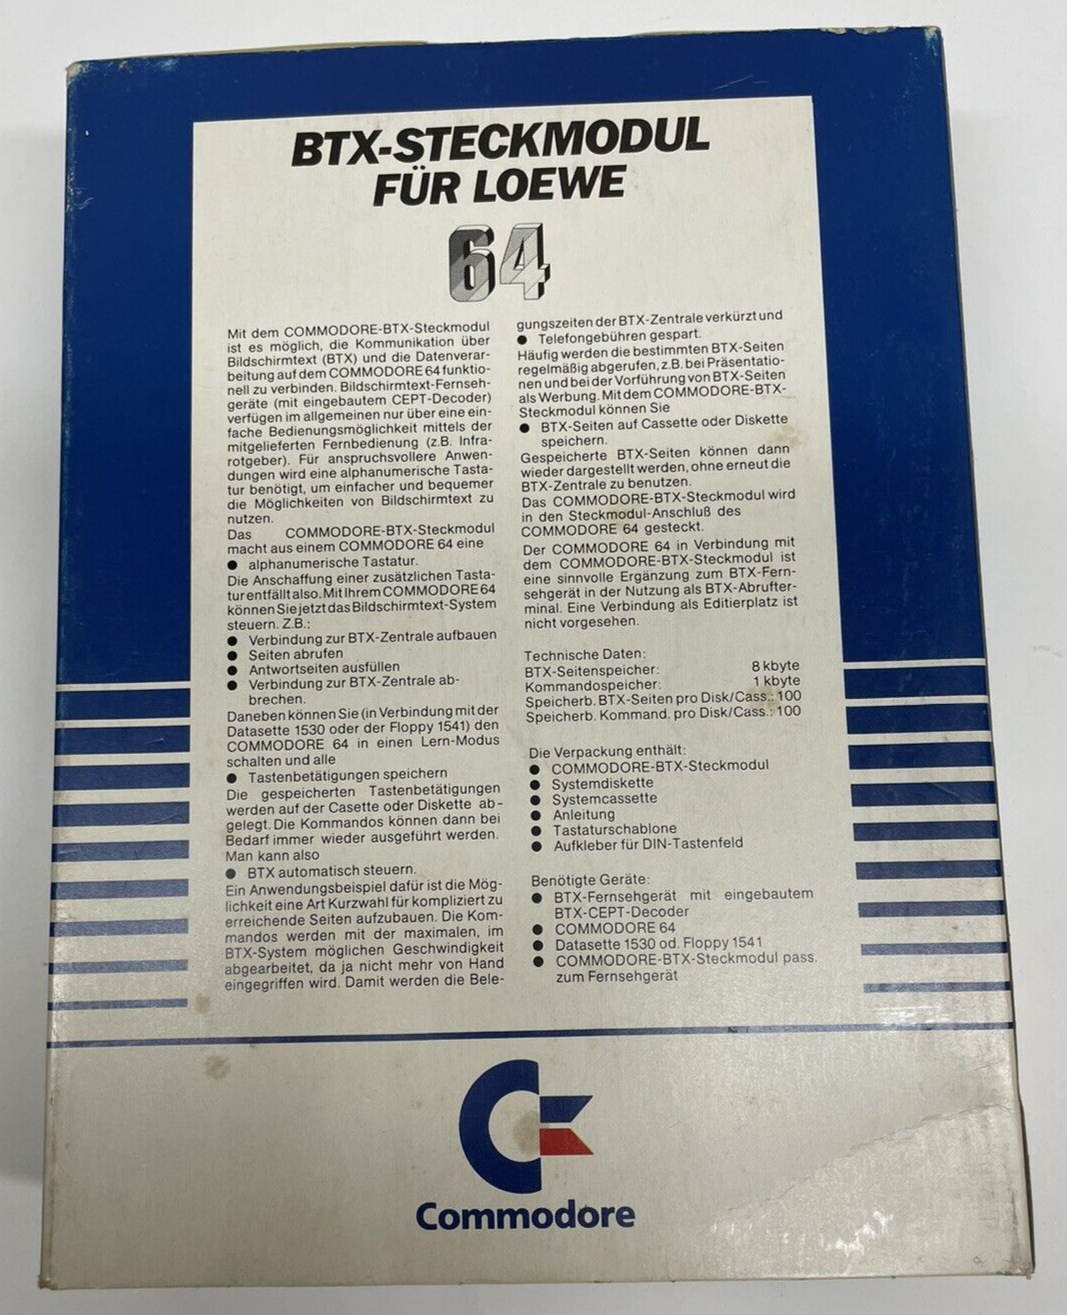 BTX-STECKMODUL
FÜR LOEWE
64
Mit dem COMMODORE-BTX-Steckmodul
ist es möglich, die Kommunikation über
Bildschirmtext (BTX) und die Datenverar-
beitung auf dem COMMODORE 64 funktio-
nell zu verbinden. Bildschirmtext-Fernseh-
geräte (mit eingebautem CEPT-Decoder)
verfügen im allgemeinen nur über eine ein-
fache Bedienungsmöglichkeit mittels der
mitgelieferten Fernbedienung (z.B. Infra-
rotgeber). Für anspruchsvollere Anwen-
dungen wird eine alphanumerische Tasta-
tur benötigt, um einfacher und bequemer
die Möglichkeiten von Bildschirmtext zu
nutzen.
Das COMMODORE-BTX-Steckmodul
macht aus einem COMMODORE 64 eine
● alphanumerische Tastatur.
Die Anschaffung einer zusätzlichen Tasta-
tur entfällt also. Mit Ihrem COMMODORE 64
können Sie jetzt das Bildschirmtext-System
steuern. Z.B.:
● Verbindung zur BTX-Zentrale aufbauen
● Seiten abrufen
● Antwortseiten ausfüllen
● Verbindung zur BTX-Zentrale ab-
brechen.
Daneben können Sie (in Verbindung mit der
Datasette 1530 oder der Floppy 1541) den
COMMODORE 64 in einen Lern-Modus
schalten und alle
● Tastenbetätigungen speichern
Die gespeicherten Tastenbetätigungen
werden auf der Casette oder Diskette ab-
gelegt. Die Kommandos können dann bei
Bedarf immer wieder ausgeführt werden.
Man kann also
● BTX automatisch steuern.
Ein Anwendungsbeispiel dafür ist die Mög-
lichkeit eine Art Kurzwahl für kompliziert zu
erreichende Seiten aufzubauen. Die Kom-
mandos werden mit der maximalen, im
BTX-System möglichen Geschwindigkeit
abgearbeitet, da ja nicht mehr von Hand
eingegriffen wird. Damit werden die Bele-
gungszeiten der BTX-Zentrale verkürzt und
● Telefongebühren gespart.
Häufig werden die bestimmten BTX-Seiten
regelmäßig abgerufen, z.B. bei Präsentatio-
nen und bei der Vorführung von BTX-Seiten
als Werbung. Mit dem COMMODORE-BTX-
Steckmodul können Sie
● BTX-Seiten auf Cassette oder Diskette
speichern.
Gespeicherte BTX-Seiten können dann
wieder dargestellt werden, ohne erneut die
BTX-Zentrale zu benutzen.
Das COMMODORE-BTX-Steckmodul wird
in den Steckmodul-Anschluß des
COMMODORE 64 gesteckt.
Der COMMODORE 64 in Verbindung mit
dem COMMODORE-BTX-Steckmodul ist
eine sinnvolle Ergänzung zum BTX-Fern-
sehgerät in der Nutzung als BTX-Abrufter-
minal. Eine Verbindung als Editierplatz ist
nicht vorgesehen.
Technische Daten:
BTX-Seitenspeicher: 8 kbyte
Kommandospeicher: 1 kbyte
Speicherb. BTX-Seiten pro Disk/Cass.: 100
Speicherb. Kommand. pro Disk/Cass.: 100
Die Verpackung enthält:
● COMMODORE-BTX-Steckmodul
● Systemdiskette
● Systemcassette
● Anleitung
● Tastaturschablone
● Aufkleber für DIN-Tastenfeld
Benötigte Geräte:
● BTX-Fernsehgerät mit eingebautem
BTX-CEPT-Decoder
● COMMODORE 64
● Datasette 1530 od. Floppy 1541
● COMMODORE-BTX-Steckmodul pass.
zum Fernsehgerät
Commodore